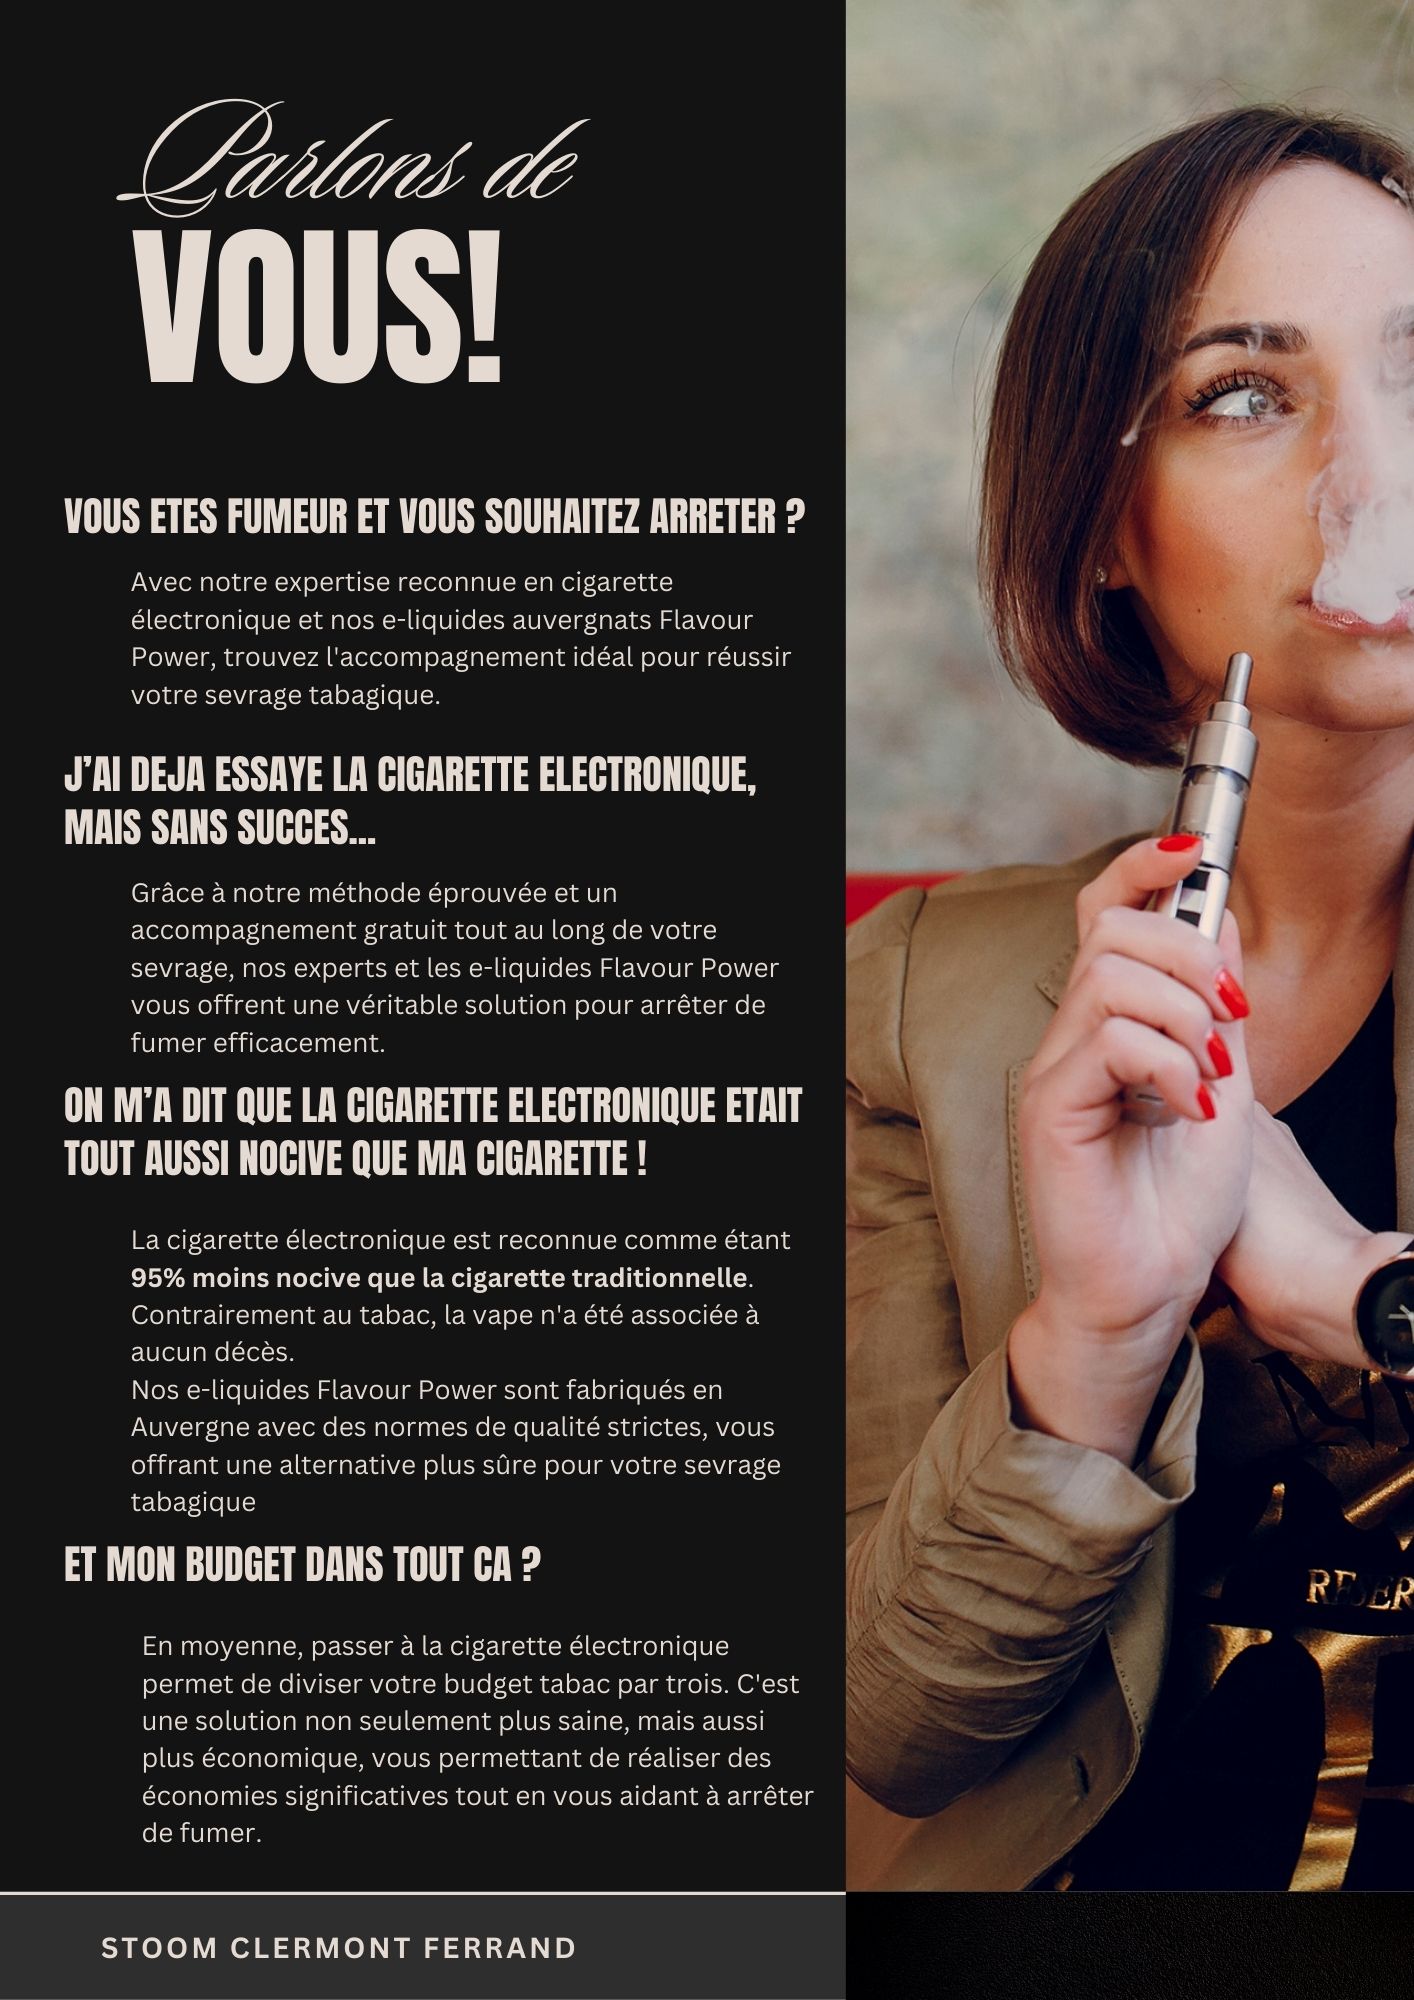 Parlons de
VOUS!
VOUS ETES FUMEUR ET VOUS SOUHAITEZ ARRETER ?
Avec notre expertise reconnue en cigarette
électronique et nos e-liquides auvergnats Flavour
Power, trouvez l'accompagnement idéal pour réussir
votre sevrage tabagique.
J’AI DEJA ESSAYE LA CIGARETTE ELECTRONIQUE,
MAIS SANS SUCCES...
Grâce à notre méthode éprouvée et un
accompagnement gratuit tout au long de votre
sevrage, nos experts et les e-liquides Flavour Power
vous offrent une véritable solution pour arrêter de
fumer efficacement.
ON M’A DIT QUE LA CIGARETTE ELECTRONIQUE ETAIT
TOUT AUSSI NOCIVE QUE MA CIGARETTE !
La cigarette électronique est reconnue comme étant
95% moins nocive que la cigarette traditionnelle.
Contrairement au tabac, la vape n'a été associée à
aucun décès.
Nos e-liquides Flavour Power sont fabriqués en
Auvergne avec des normes de qualité strictes, vous
offrant une alternative plus sûre pour votre sevrage
tabagique
ET MON BUDGET DANS TOUT CA ?
En moyenne, passer à la cigarette électronique
permet de diviser votre budget tabac par trois. C'est
une solution non seulement plus saine, mais aussi
plus économique, vous permettant de réaliser des
économies significatives tout en vous aidant à arrêter
de fumer.
STOOM CLERMONT FERRAND